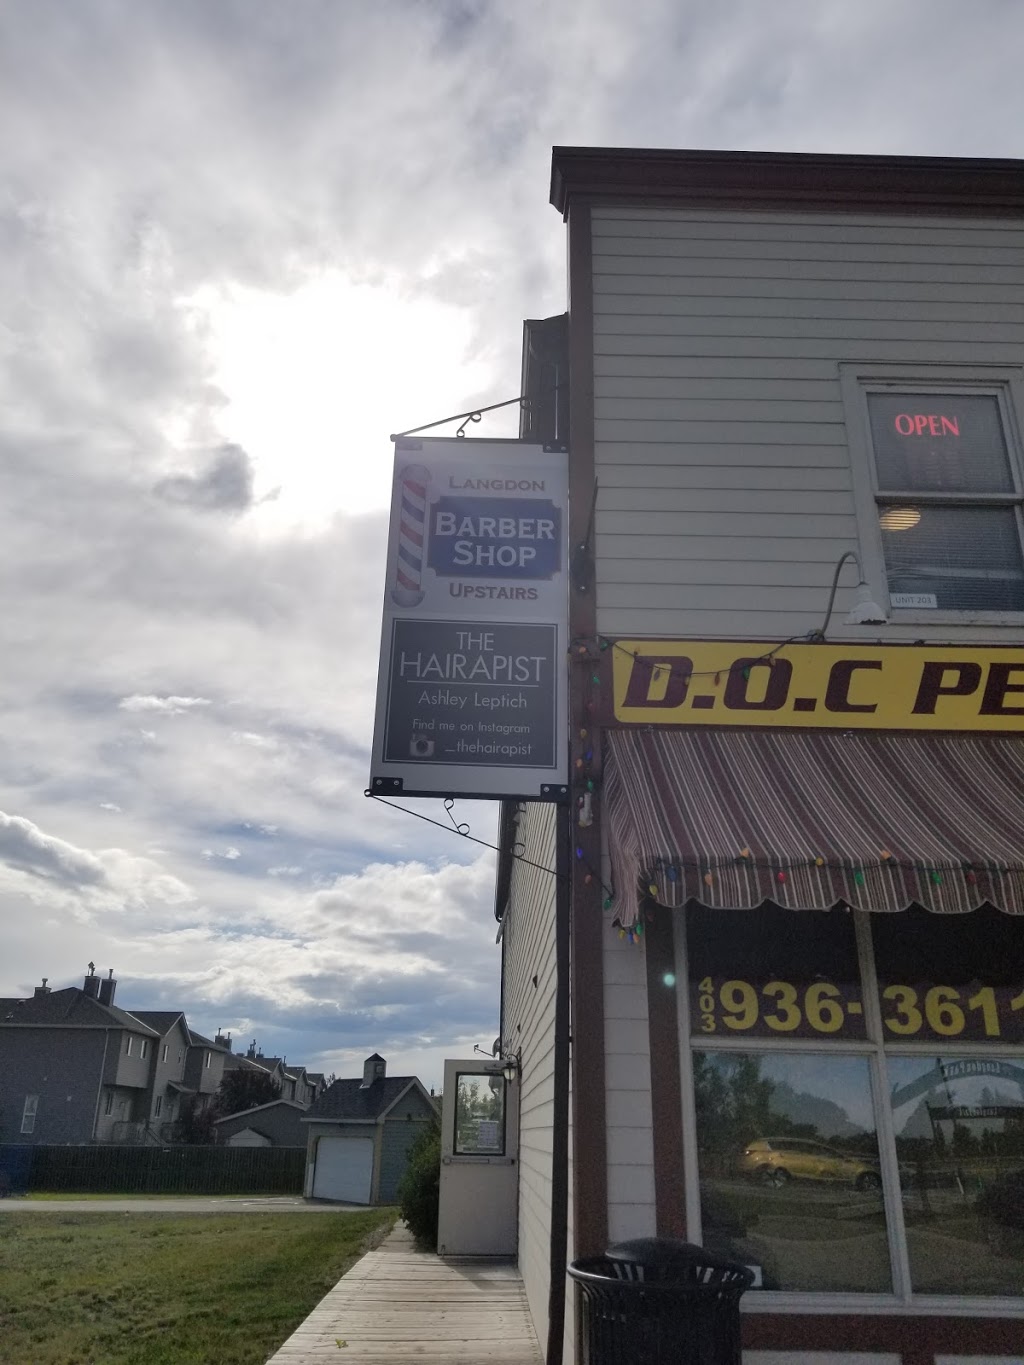 OPEN
LANGDON
BARBER
SHOP
UPSTAIRS
UNIT 203
THE
HAIRAPIST
Ashley Leptich
Find me on Instagram
_thehairapist
D.O.C PE
403 936-3611